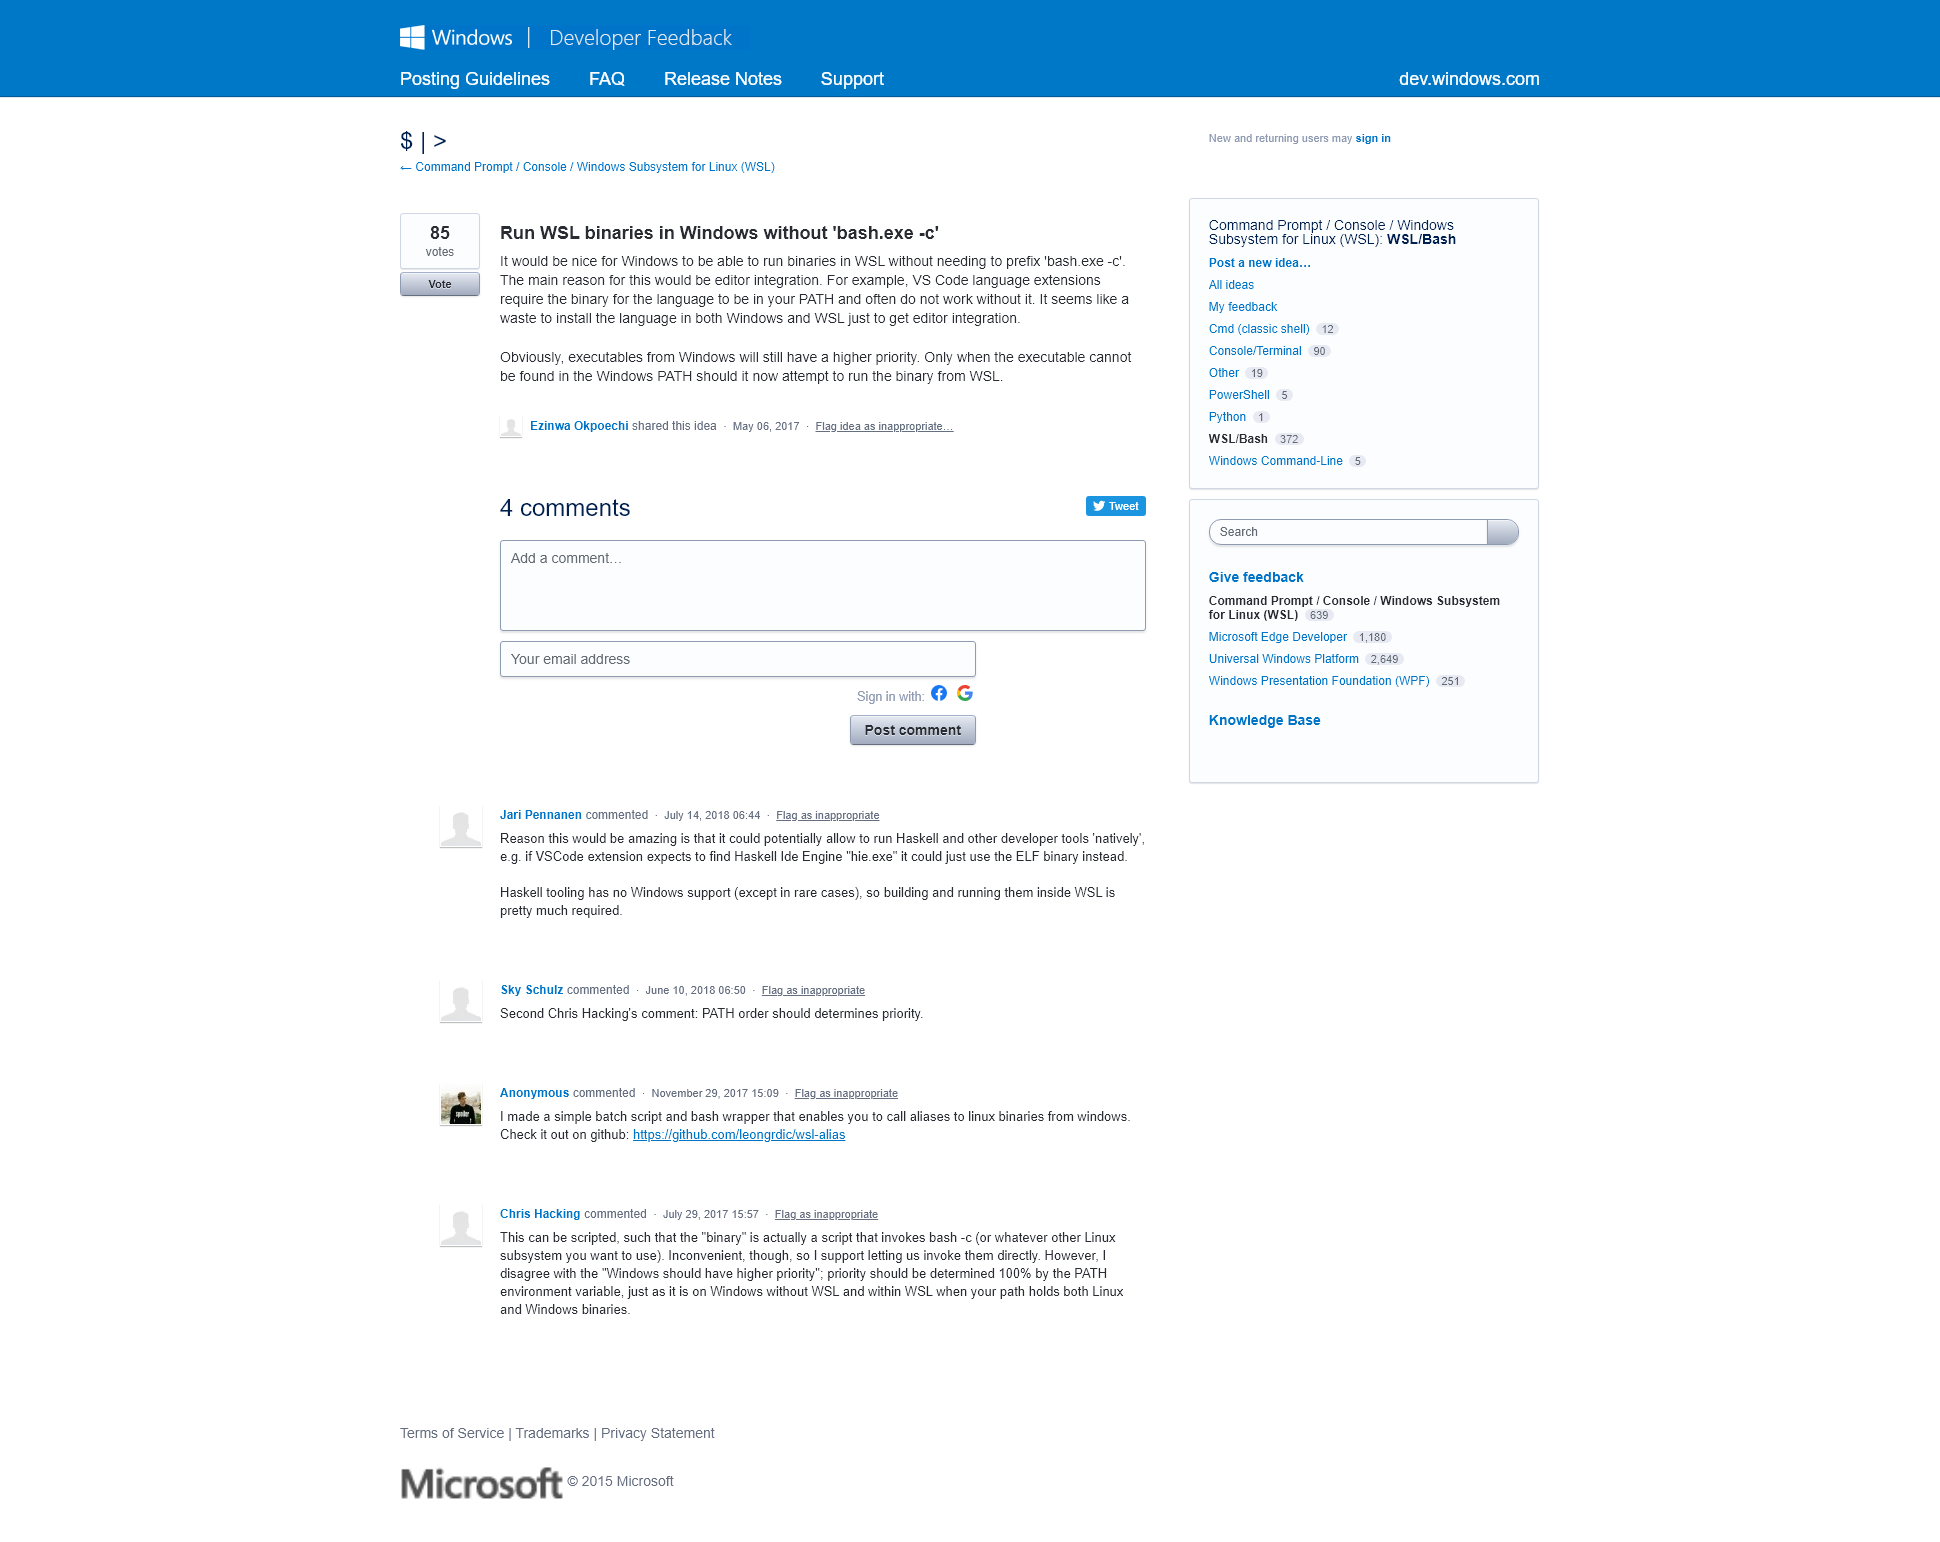 Windows | Developer Feedback
Posting Guidelines FAQ Release Notes Support dev.windows.com
$ | >
← Command Prompt / Console / Windows Subsystem for Linux (WSL)
New and returning users may sign in
85
votes
Vote
Run WSL binaries in Windows without 'bash.exe -c'
It would be nice for Windows to be able to run binaries in WSL without needing to prefix 'bash.exe -c'.
The main reason for this would be editor integration. For example, VS Code language extensions
require the binary for the language to be in your PATH and often do not work without it. It seems like a
waste to install the language in both Windows and WSL just to get editor integration.
Obviously, executables from Windows will still have a higher priority. Only when the executable cannot
be found in the Windows PATH should it now attempt to run the binary from WSL.
Ezinwa Okpoechi shared this idea · May 06, 2017 · Flag idea as inappropriate…
4 comments
Tweet
Add a comment…
Your email address
Sign in with:
Post comment
Jari Pennanen commented · July 14, 2018 06:44 · Flag as inappropriate
Reason this would be amazing is that it could potentially allow to run Haskell and other developer tools 'natively',
e.g. if VSCode extension expects to find Haskell Ide Engine "hie.exe" it could just use the ELF binary instead.
Haskell tooling has no Windows support (except in rare cases), so building and running them inside WSL is
pretty much required.
Sky Schulz commented · June 10, 2018 06:50 · Flag as inappropriate
Second Chris Hacking's comment: PATH order should determines priority.
Anonymous commented · November 29, 2017 15:09 · Flag as inappropriate
I made a simple batch script and bash wrapper that enables you to call aliases to linux binaries from windows.
Check it out on github: https://github.com/leongrdic/wsl-alias
Chris Hacking commented · July 29, 2017 15:57 · Flag as inappropriate
This can be scripted, such that the "binary" is actually a script that invokes bash -c (or whatever other Linux
subsystem you want to use). Inconvenient, though, so I support letting us invoke them directly. However, I
disagree with the "Windows should have higher priority"; priority should be determined 100% by the PATH
environment variable, just as it is on Windows without WSL and within WSL when your path holds both Linux
and Windows binaries.
Command Prompt / Console / Windows
Subsystem for Linux (WSL): WSL/Bash
Post a new idea…
All ideas
My feedback
Cmd (classic shell) 12
Console/Terminal 90
Other 19
PowerShell 5
Python 1
WSL/Bash 372
Windows Command-Line 5
Search
Give feedback
Command Prompt / Console / Windows Subsystem
for Linux (WSL) 639
Microsoft Edge Developer 1,180
Universal Windows Platform 2,649
Windows Presentation Foundation (WPF) 251
Knowledge Base
Terms of Service | Trademarks | Privacy Statement
Microsoft © 2015 Microsoft